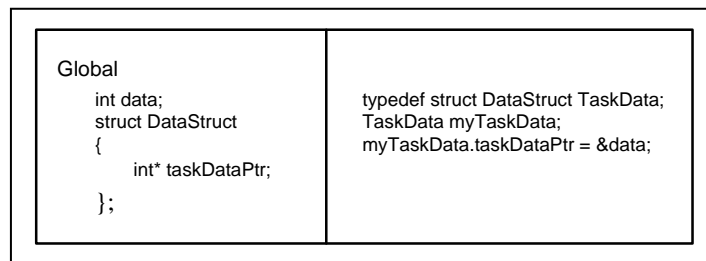 Global
int data;
struct DataStruct
{
int* taskDataPtr;
};
typedef struct DataStruct TaskData;
TaskData myTaskData;
myTaskData.taskDataPtr = &data;